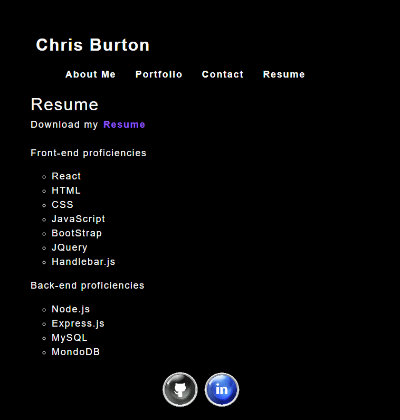 Chris Burton
About Me Portfolio Contact Resume
Resume
Download my Resume
Front-end proficiencies
React
HTML
CSS
JavaScript
BootStrap
JQuery
Handlebar.js
Back-end proficiencies
Node.js
Express.js
MySQL
MondoDB
in